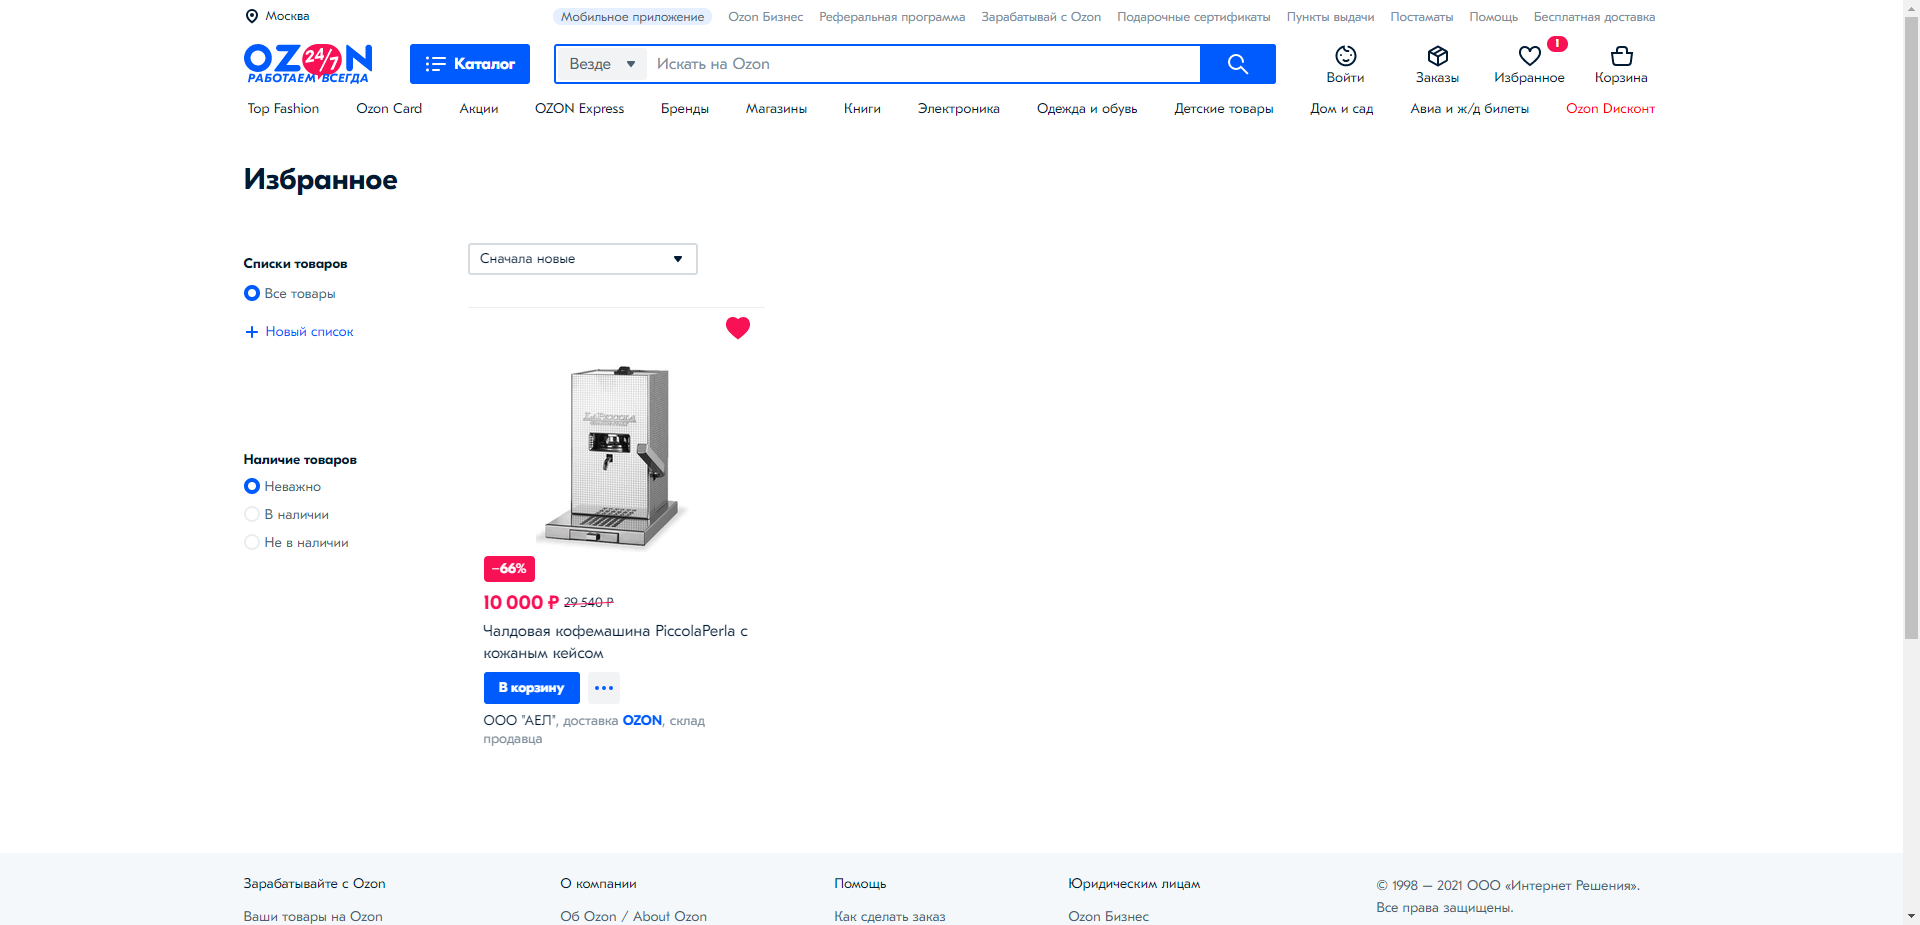 Москва
Мобильное приложение
Ozon Бизнес
Реферальная программа
Зарабатывай с Ozon
Подарочные сертификаты
Пункты выдачи
Постаматы
Помощь
Бесплатная доставка
OZON
24/7
РАБОТАЕМ ВСЕГДА
Каталог
Везде
Искать на Ozon
Войти
Заказы
1
Избранное
Корзина
Top Fashion
Ozon Card
Акции
OZON Express
Бренды
Магазины
Книги
Электроника
Одежда и обувь
Детские товары
Дом и сад
Авиа и ж/д билеты
Ozon Dисконт
Избранное
Списки товаров
Все товары
Новый список
Наличие товаров
Неважно
В наличии
Не в наличии
Сначала новые
LAPICCOLA
−66%
10 000 ₽ 29 540 ₽
Чалдовая кофемашина PiccolaPerla с
кожаным кейсом
В корзину
ООО "АЕЛ", доставка OZON, склад
продавца
Зарабатывайте с Ozon
Ваши товары на Ozon
О компании
Об Ozon / About Ozon
Помощь
Как сделать заказ
Юридическим лицам
Ozon Бизнес
© 1998 – 2021 ООО «Интернет Решения».
Все права защищены.